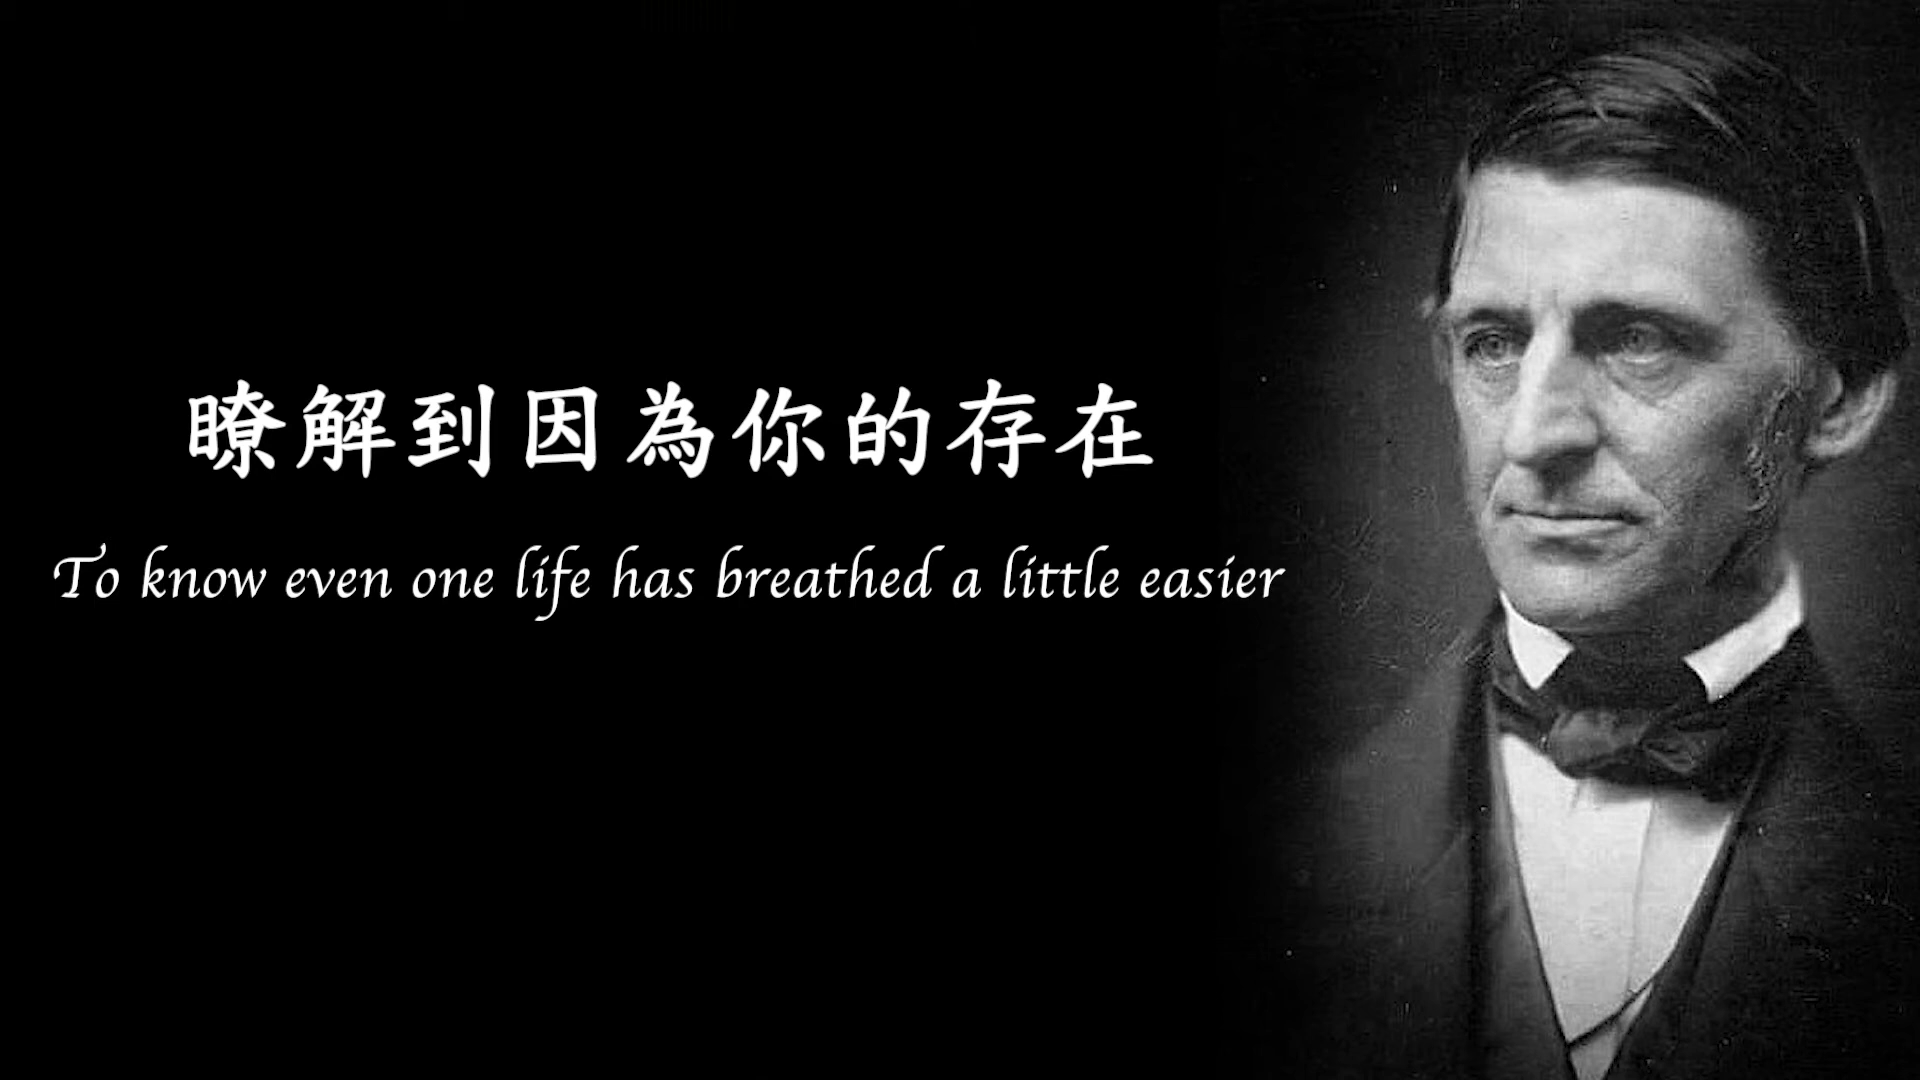 瞭解到因為你的存在
To know even one life has breathed a little easier